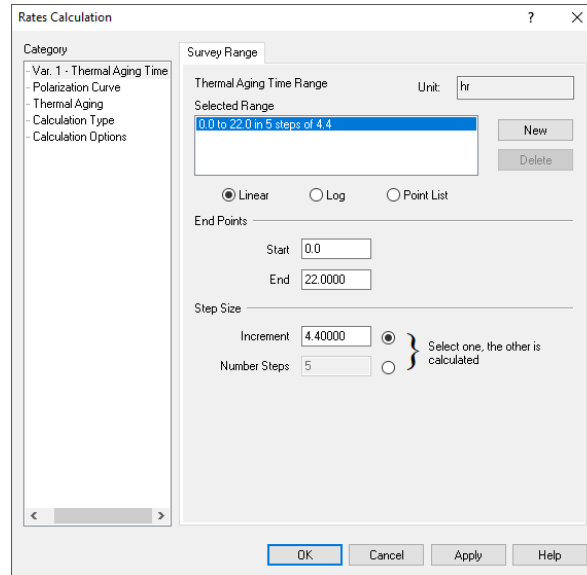 Rates Calculation
? X
Category
Var. 1 - Thermal Aging Time
Polarization Curve
Thermal Aging
Calculation Type
Calculation Options
Survey Range
Thermal Aging Time Range
Unit: hr
Selected Range
0.0 to 22.0 in 5 steps of 4.4
New
Delete
Linear Log Point List
End Points
Start 0.0
End 22.0000
Step Size
Increment 4.40000
Number Steps 5
Select one, the other is
calculated
OK Cancel Apply Help